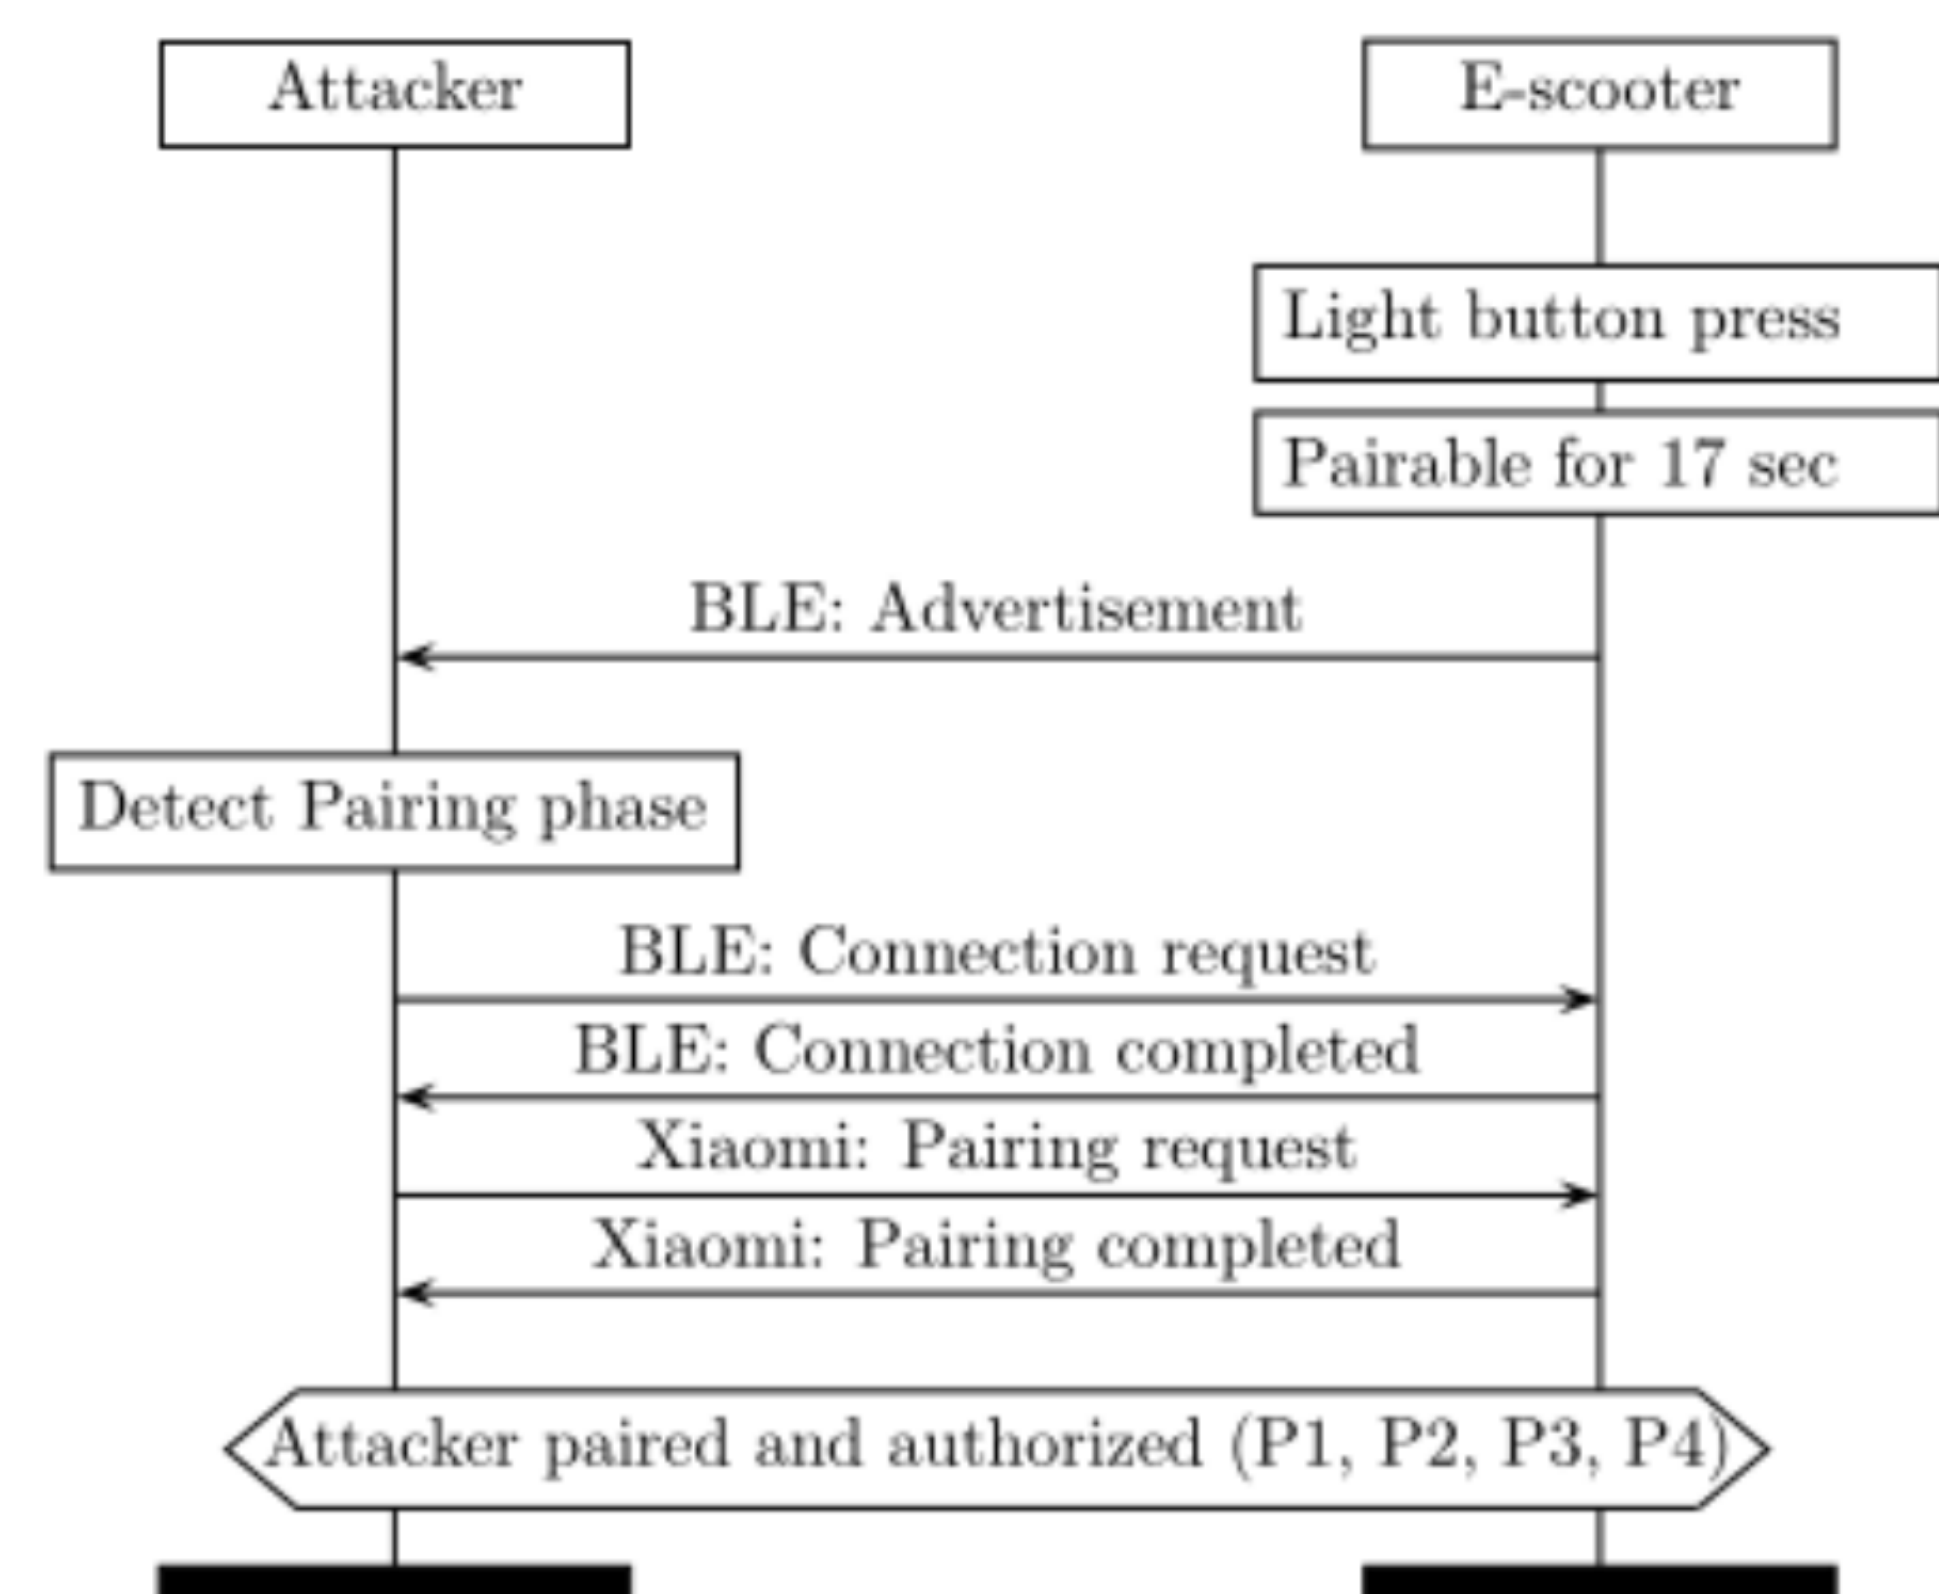 Attacker
E-scooter
Light button press
Pairable for 17 sec
BLE: Advertisement
Detect Pairing phase
BLE: Connection request
BLE: Connection completed
Xiaomi: Pairing request
Xiaomi: Pairing completed
Attacker paired and authorized (P1, P2, P3, P4)